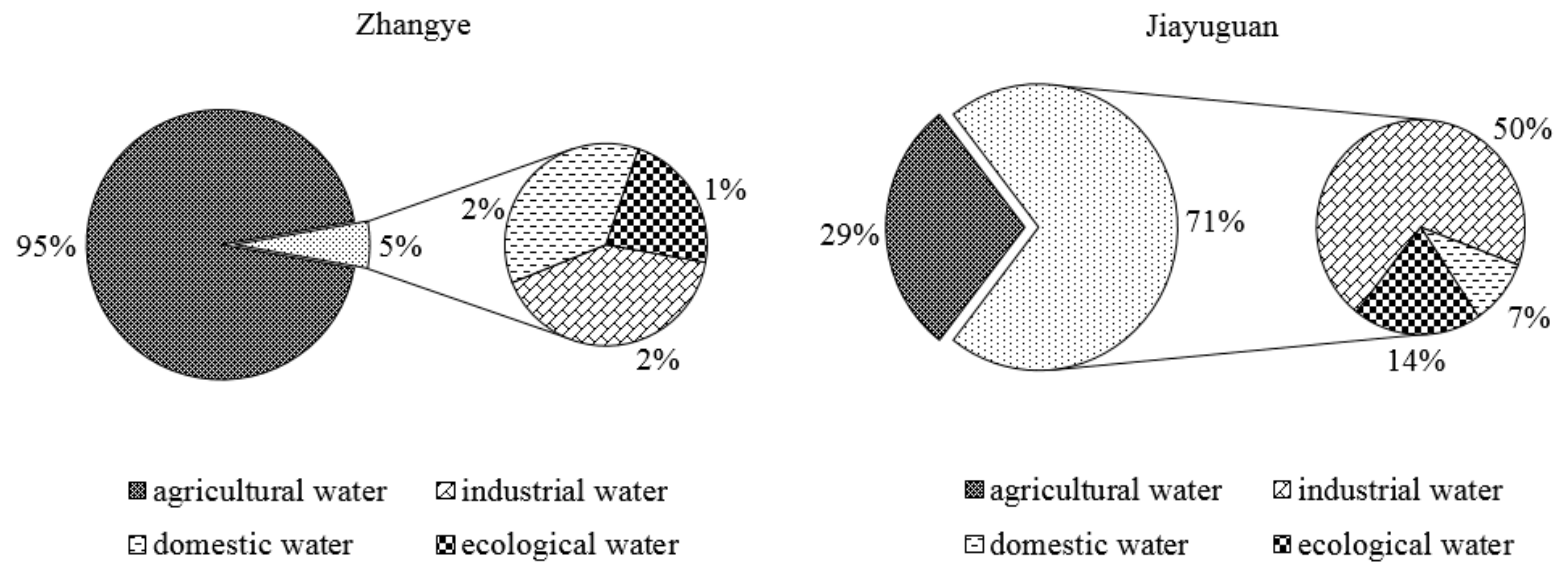 Zhangye
95%
5%
2%
1%
2%
agricultural water
industrial water
domestic water
ecological water
Jiayuguan
29%
71%
50%
7%
14%
agricultural water
industrial water
domestic water
ecological water